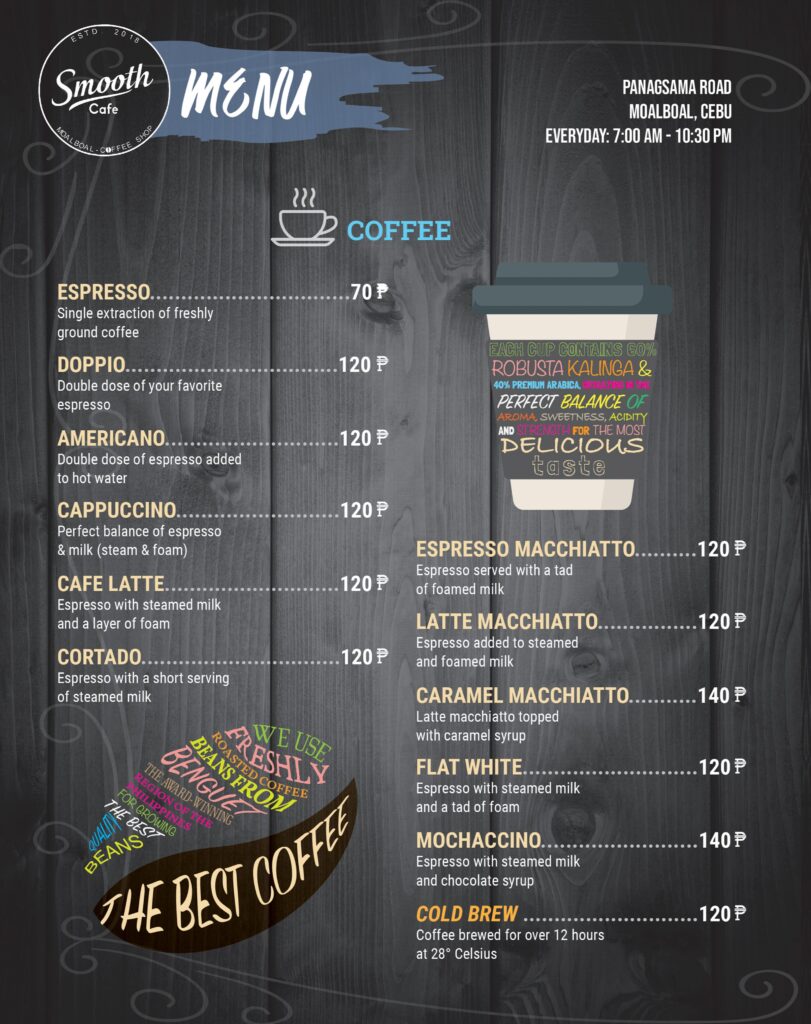 ESTD 2018
Smooth
Cafe
MOALBOAL - COFFEE SHOP
MENU
PANAGSAMA ROAD
MOALBOAL, CEBU
EVERYDAY: 7:00 AM - 10:30 PM
COFFEE
ESPRESSO..............................70 ₱
Single extraction of freshly
ground coffee
DOPPIO................................120 ₱
Double dose of your favorite
espresso
AMERICANO.........................120 ₱
Double dose of espresso added
to hot water
CAPPUCCINO.......................120 ₱
Perfect balance of espresso
& milk (steam & foam)
CAFE LATTE.........................120 ₱
Espresso with steamed milk
and a layer of foam
CORTADO.............................120 ₱
Espresso with a short serving
of steamed milk
EACH CUP CONTAINS 60%
ROBUSTA KALINGA &
40% PREMIUM ARABICA,
PERFECT BALANCE OF
AROMA, SWEETNESS, ACIDITY
AND STRENGTH FOR THE MOST
DELICIOUS
taste
ESPRESSO MACCHIATTO..........120 ₱
Espresso served with a tad
of foamed milk
LATTE MACCHIATTO................120 ₱
Espresso added to steamed
and foamed milk
CARAMEL MACCHIATTO...........140 ₱
Latte macchiatto topped
with caramel syrup
FLAT WHITE...........................120 ₱
Espresso with steamed milk
and a tad of foam
MOCHACCINO.........................140 ₱
Espresso with steamed milk
and chocolate syrup
COLD BREW ...........................120 ₱
Coffee brewed for over 12 hours
at 28° Celsius
WE USE
FRESHLY
ROASTED COFFEE
BEANS FROM
BENGUET
THE AWARD-WINNING
REGION OF THE
PHILIPPINES
FOR GROWING
THE BEST
QUALITY
BEANS
THE BEST COFFEE